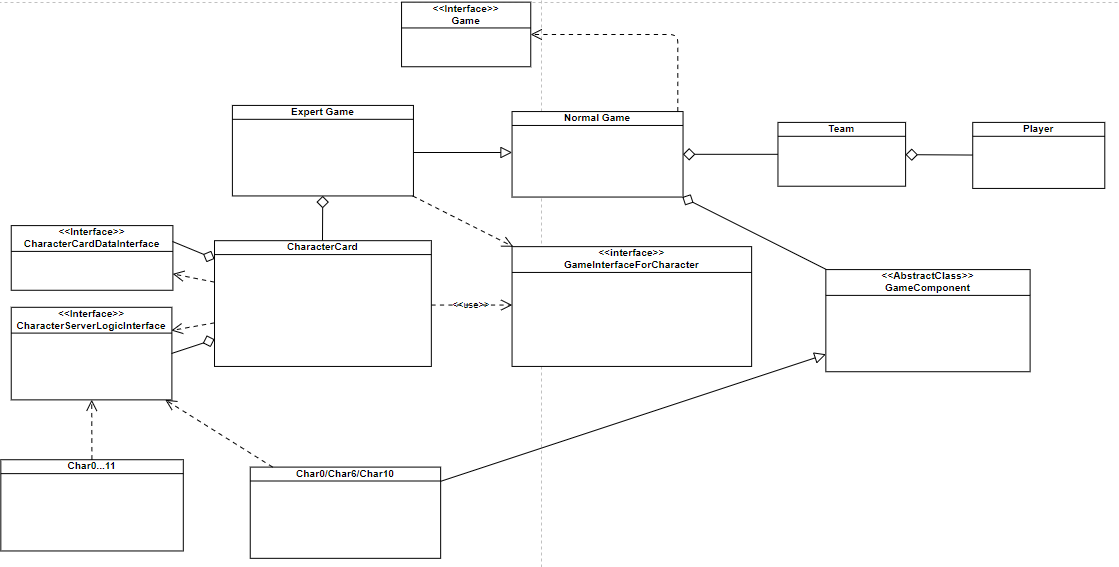 <<Interface>>
Game
Expert Game
Normal Game
Team
Player
<<Interface>>
CharacterCardDataInterface
CharacterCard
<<interface>>
GameInterfaceForCharacter
<<AbstractClass>>
GameComponent
<<use>>
<<Interface>>
CharacterServerLogicInterface
Char0...11
Char0/Char6/Char10